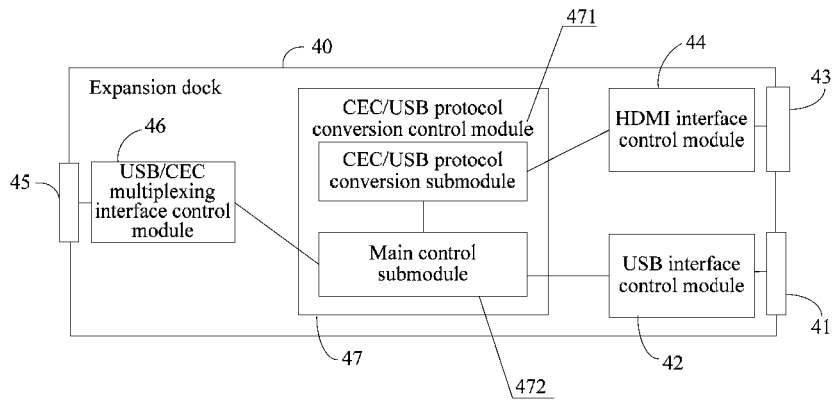 471
40
44
43
Expansion dock
CEC/USB protocol
conversion control module
HDMI interface
control module
46
45
USB/CEC
multiplexing
interface control
module
CEC/USB protocol
conversion submodule
Main control
submodule
USB interface
control module
41
47
42
472